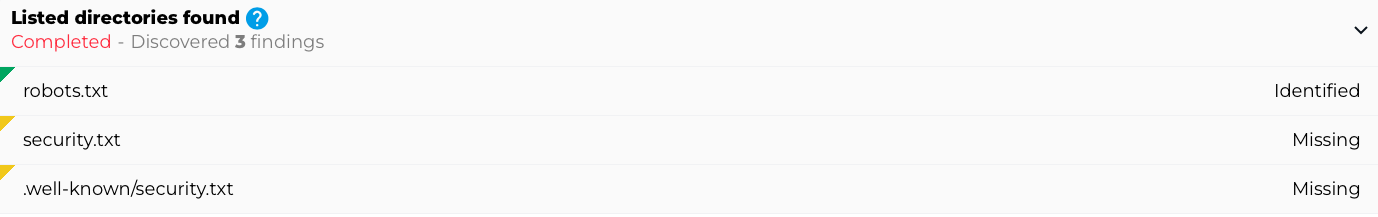 Listed directories found ?
Completed - Discovered 3 findings
robots.txt Identified
security.txt Missing
.well-known/security.txt Missing